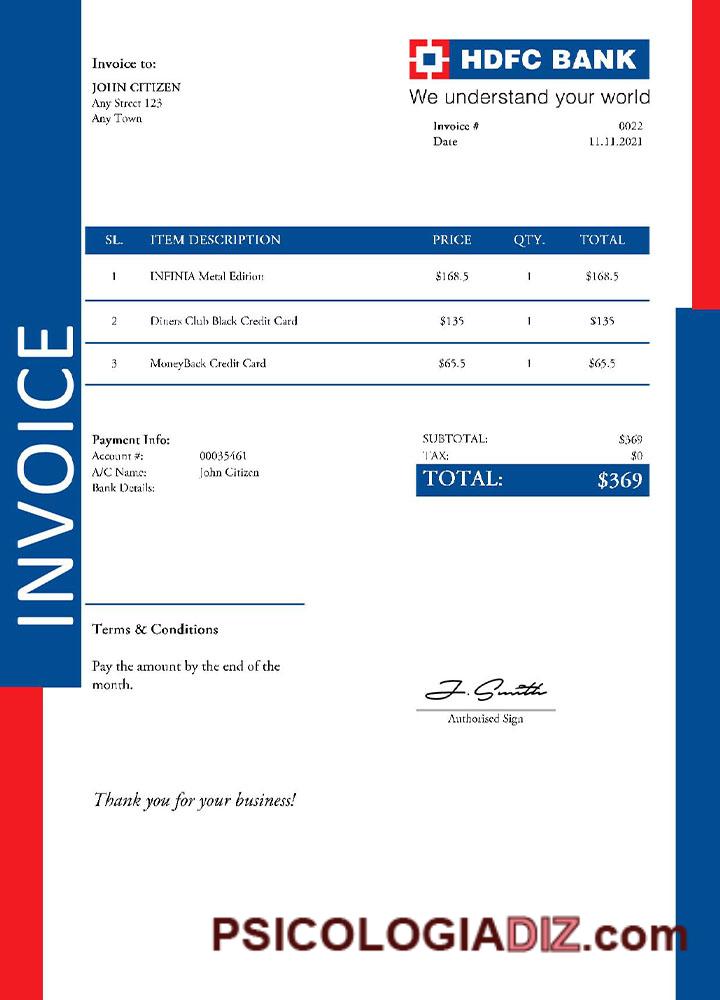 Invoice to:
JOHN CITIZEN
Any Street 123
Any Town
HDFC BANK
We understand your world
Invoice # 0022
Date 11.11.2021
INVOICE
SL. ITEM DESCRIPTION PRICE QTY. TOTAL
1 INFINIA Metal Edition $168.5 1 $168.5
2 Diners Club Black Credit Card $135 1 $135
3 MoneyBack Credit Card $65.5 1 $65.5
Payment Info:
Account #: 00035461
A/C Name: John Citizen
Bank Details:
SUBTOTAL: $369
TAX: $0
TOTAL: $369
Terms & Conditions
Pay the amount by the end of the
month.
J. Smith
Authorised Sign
Thank you for your business!
PSICOLOGIADIZ.com